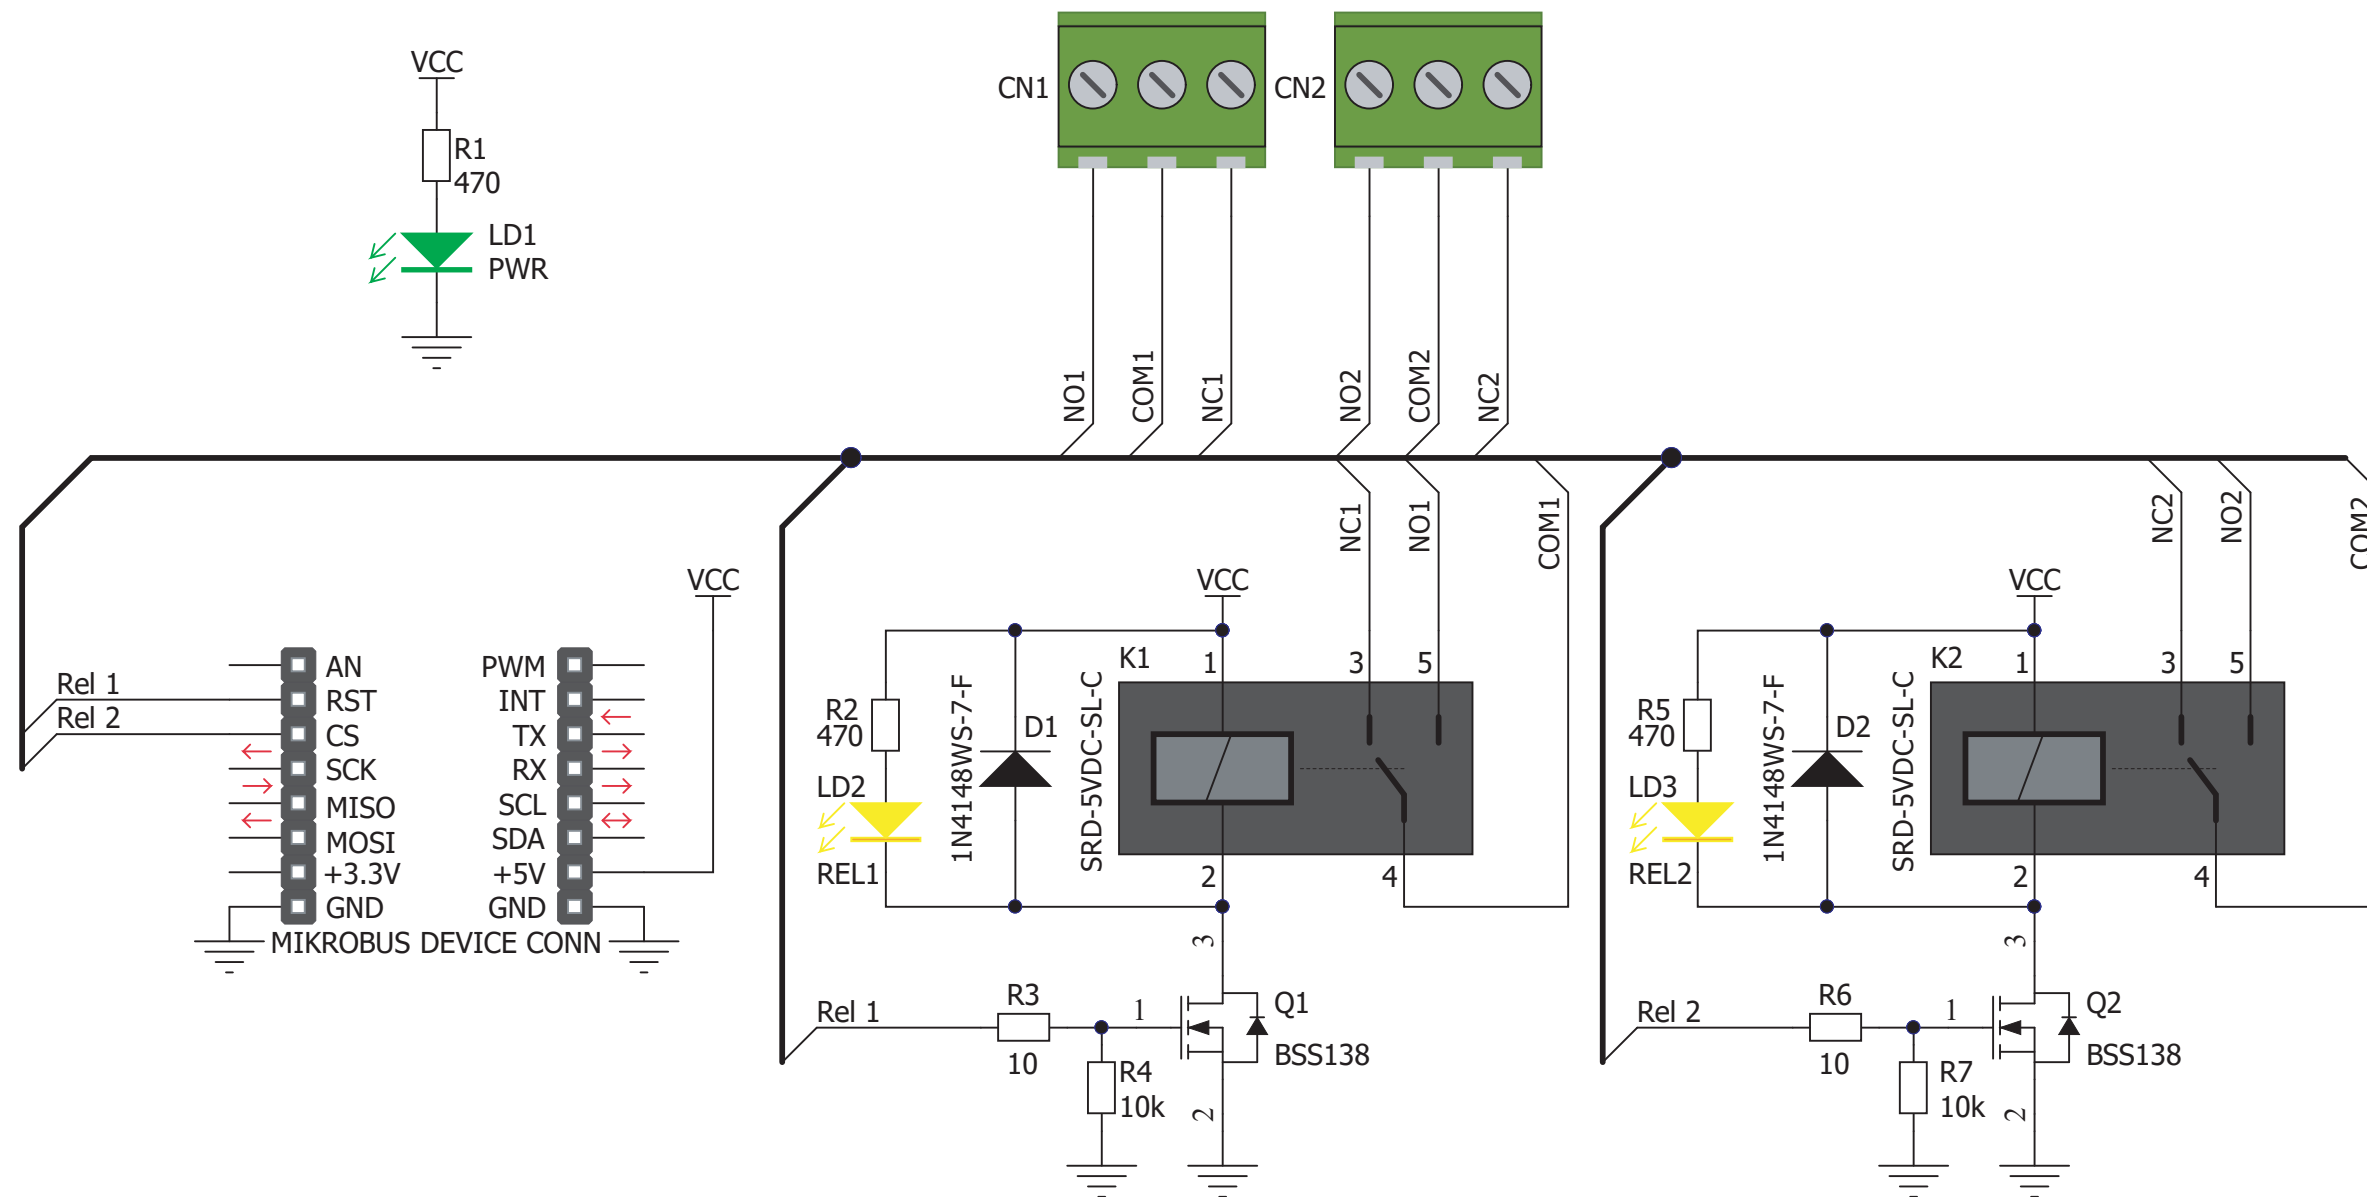 VCC
R1
470
LD1
PWR
CN1
CN2
NO1
COM1
NC1
NO2
COM2
NC2
NC1
NO1
COM1
NC2
NO2
COM2
VCC
Rel 1
Rel 2
AN
RST
CS
SCK
MISO
MOSI
+3.3V
GND
PWM
INT
TX
RX
SCL
SDA
+5V
GND
MIKROBUS DEVICE CONN
VCC
R2
470
LD2
REL1
1N4148WS-7-F
D1
SRD-5VDC-SL-C
K1
1
3
5
2
4
3
Rel 1
R3
10
1
R4
10k
2
Q1
BSS138
VCC
R5
470
LD3
REL2
1N4148WS-7-F
D2
SRD-5VDC-SL-C
K2
1
3
5
2
4
3
Rel 2
R6
10
1
R7
10k
2
Q2
BSS138